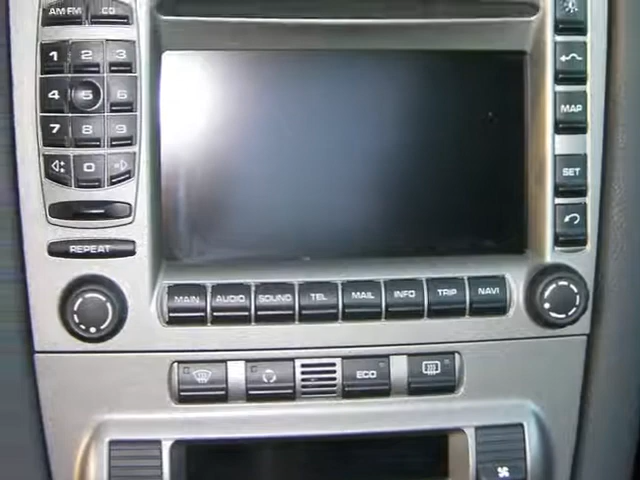 AM·FM CD
1 2 3
4 5 6
7 8 9
0
REPEAT
MAP
SET
MAIN AUDIO SOUND TEL MAIL INFO TRIP NAVI
ECO